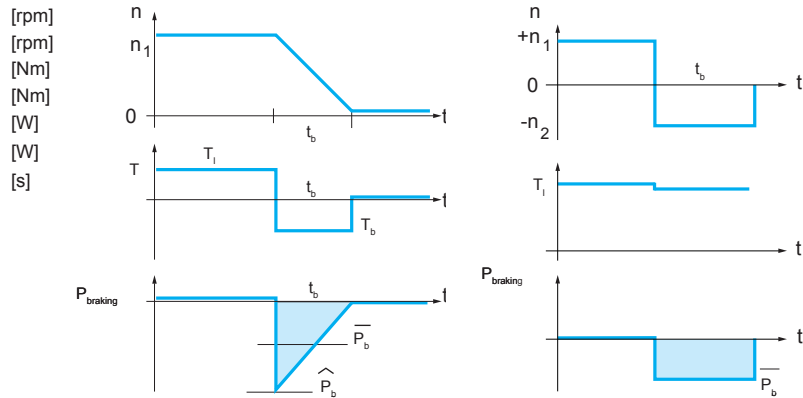 [rpm]
[rpm]
[Nm]
[Nm]
[W]
[W]
[s]
n
n1
0
tb
t
T
Tl
tb
Tb
t
Pbraking
tb
t
Pb
Pb
n
+n1
0
-n2
tb
t
Tl
t
Pbraking
t
Pb